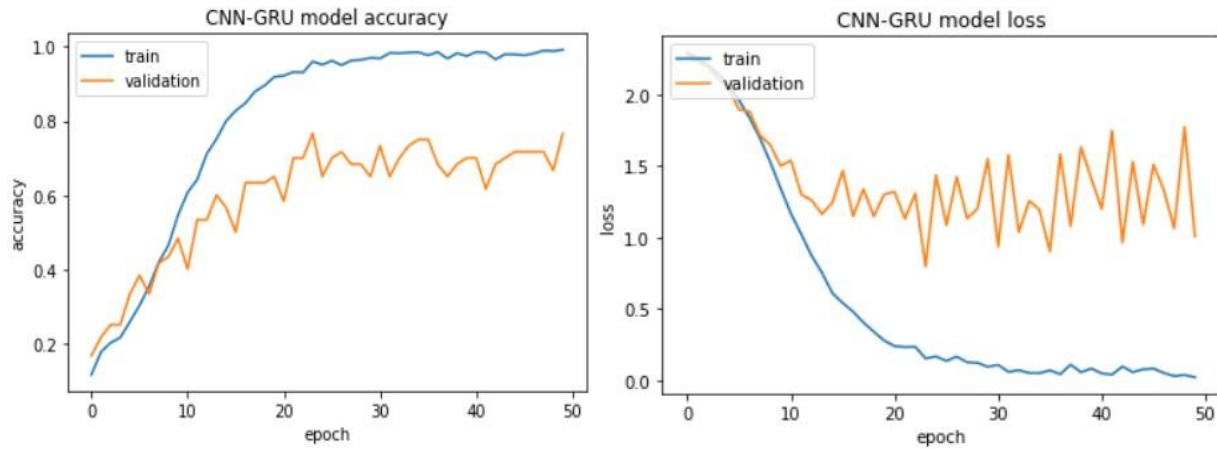 CNN-GRU model accuracy
train
validation
1.0
0.8
0.6
0.4
0.2
accuracy
0 10 20 30 40 50
epoch
CNN-GRU model loss
train
validation
2.0
1.5
1.0
0.5
0.0
loss
0 10 20 30 40 50
epoch